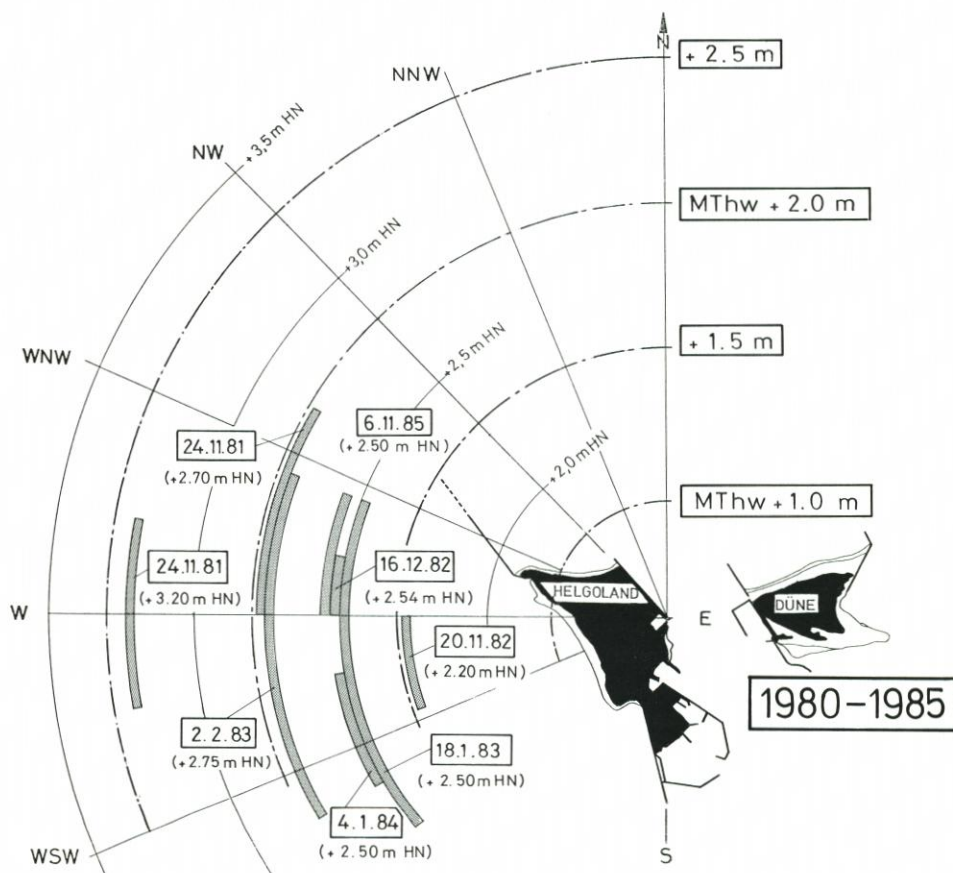 N
+ 2.5 m
NNW
+3,5 m HN
NW
MThw + 2.0 m
+3,0 m HN
+ 1.5 m
WNW
+2,5 m HN
6.11.85
(+ 2.50 m HN)
24.11.81
(+2.70 m HN)
+2,0 m HN
MThw + 1.0 m
24.11.81
(+ 3.20 m HN)
16.12.82
(+ 2.54 m HN)
HELGOLAND
DÜNE
W
E
20.11.82
(+ 2.20 m HN)
1980-1985
2.2.83
(+2.75 m HN)
18.1.83
(+ 2.50 m HN)
4.1.84
(+ 2.50 m HN)
WSW
S